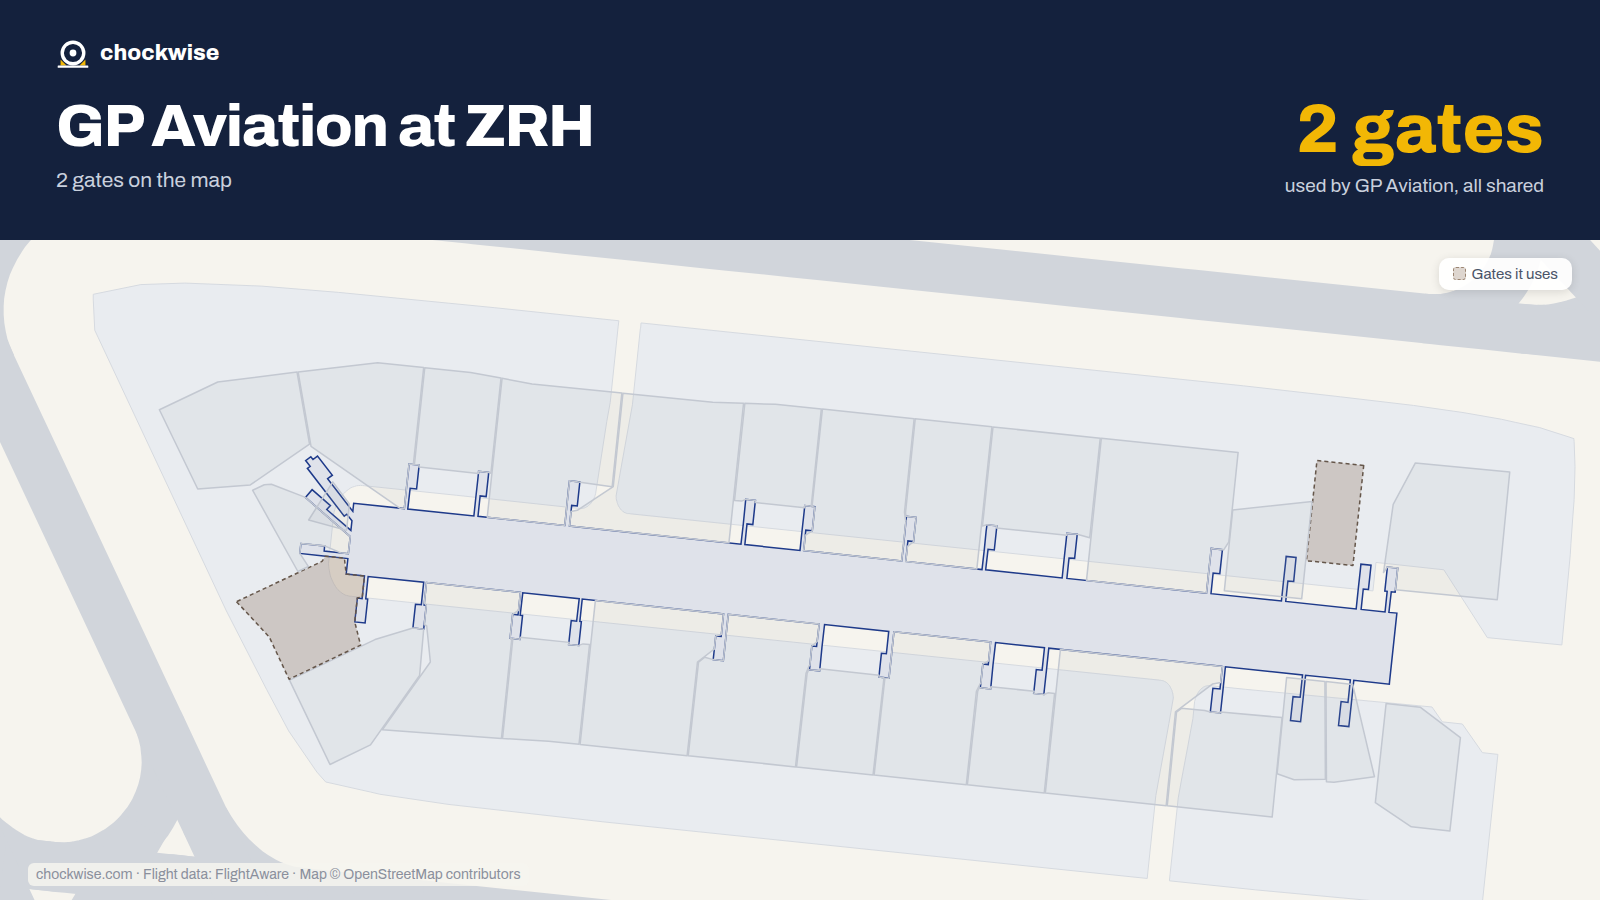 chockwise
GP Aviation at ZRH
2 gates on the map
2 gates
used by GP Aviation, all shared
Gates it uses
chockwise.com · Flight data: FlightAware · Map © OpenStreetMap contributors